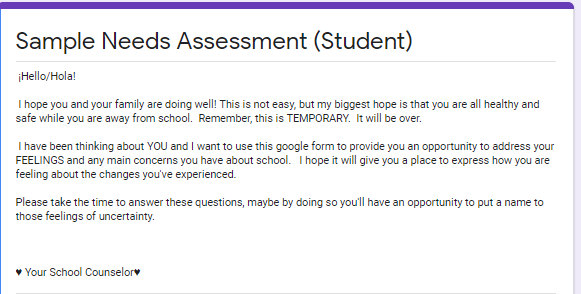 Sample Needs Assessment (Student)
¡Hello/Hola!
I hope you and your family are doing well! This is not easy, but my biggest hope is that you are all healthy and
safe while you are away from school.  Remember, this is TEMPORARY.  It will be over.
I have been thinking about YOU and I want to use this google form to provide you an opportunity to address your
FEELINGS and any main concerns you have about school.   I hope it will give you a place to express how you are
feeling about the changes you've experienced.
Please take the time to answer these questions, maybe by doing so you'll have an opportunity to put a name to
those feelings of uncertainty.
♥ Your School Counselor♥